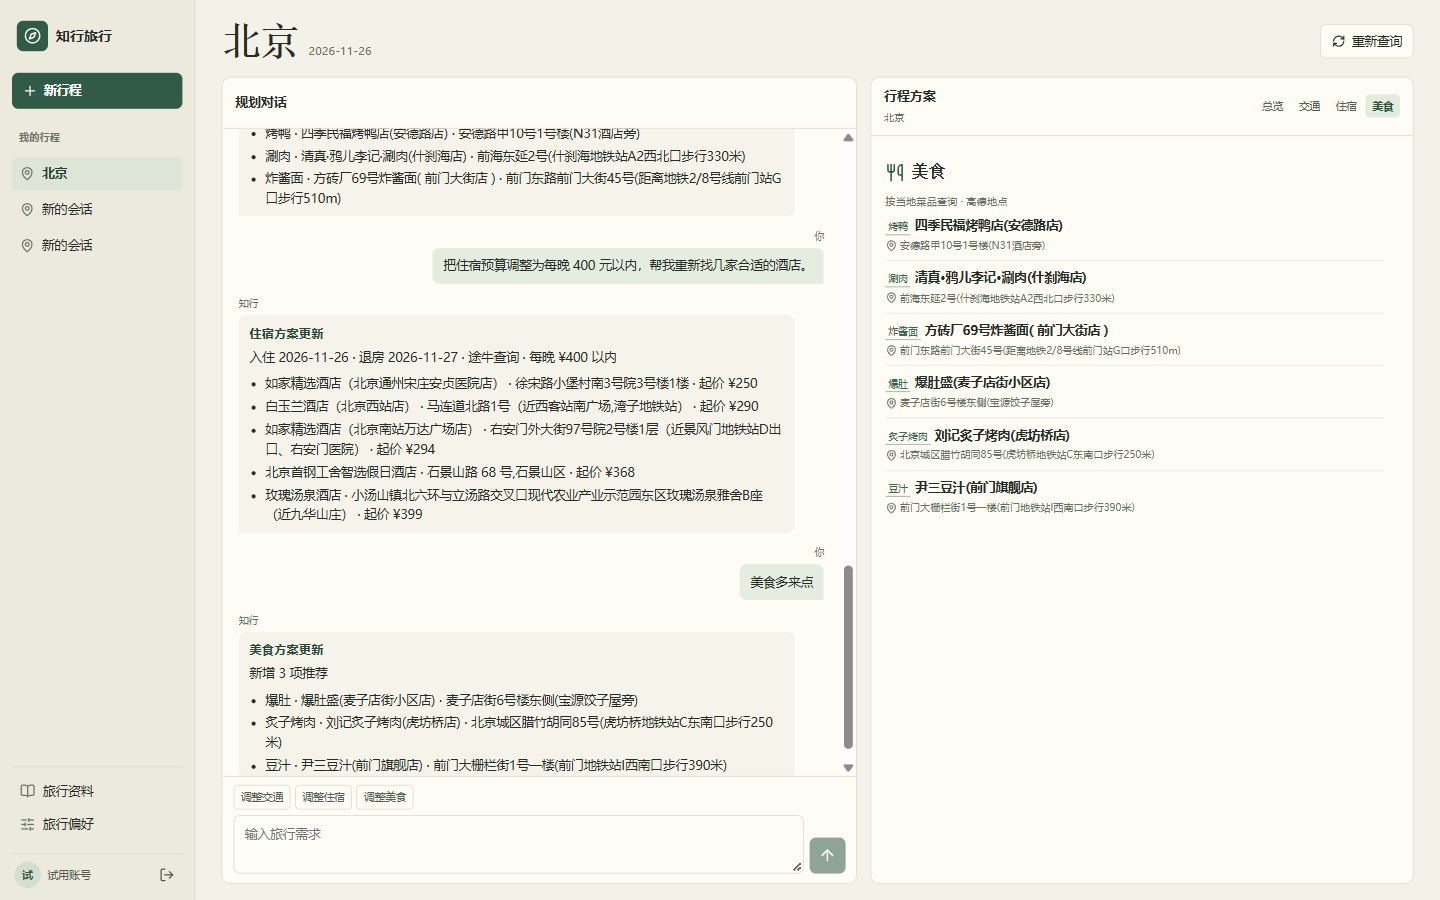 知行旅行
新行程
我的行程
北京
新的会话
新的会话
旅行资料
旅行偏好
试 试用账号
北京 2026-11-26
重新查询
规划对话
烤鸭 · 四季民福烤鸭店(安德路店) · 安德路甲10号1号楼(N31酒店旁)
涮肉 · 清真·鸦儿李记·涮肉(什刹海店) · 前海东延2号(什刹海地铁站A2西北口步行330米)
炸酱面 · 方砖厂69号炸酱面( 前门大街店 ) · 前门东路前门大街45号(距离地铁2/8号线前门站G
口步行510m)
你
把住宿预算调整为每晚 400 元以内，帮我重新找几家合适的酒店。
知行
住宿方案更新
入住 2026-11-26 · 退房 2026-11-27 · 途牛查询 · 每晚 ¥400 以内
如家精选酒店（北京通州宋庄安贞医院店） · 徐宋路小堡村南3号院3号楼1楼 · 起价 ¥250
白玉兰酒店（北京西站店） · 马连道北路1号（近西客站南广场,湾子地铁站） · 起价 ¥290
如家精选酒店（北京南站万达广场店） · 右安门外大街97号院2号楼1层（近景风门地铁站D出
口、右安门医院） · 起价 ¥294
北京首钢工舍智选假日酒店 · 石景山路 68 号,石景山区 · 起价 ¥368
玫瑰汤泉酒店 · 小汤山镇北六环与立汤路交叉口现代农业产业示范园东区玫瑰汤泉雅舍B座
（近九华山庄） · 起价 ¥399
你
美食多来点
知行
美食方案更新
新增 3 项推荐
爆肚 · 爆肚盛(麦子店街小区店) · 麦子店街6号楼东侧(宝源饺子屋旁)
炙子烤肉 · 刘记炙子烤肉(虎坊桥店) · 北京城区腊竹胡同85号(虎坊桥地铁站C东南口步行250
米)
豆汁 · 尹三豆汁(前门旗舰店) · 前门大栅栏街1号一楼(前门地铁站I西南口步行390米)
调整交通 调整住宿 调整美食
输入旅行需求
行程方案
北京
总览 交通 住宿 美食
美食
按当地菜品查询 · 高德地点
烤鸭 四季民福烤鸭店(安德路店)
安德路甲10号1号楼(N31酒店旁)
涮肉 清真·鸦儿李记·涮肉(什刹海店)
前海东延2号(什刹海地铁站A2西北口步行330米)
炸酱面 方砖厂69号炸酱面( 前门大街店 )
前门东路前门大街45号(距离地铁2/8号线前门站G口步行510m)
爆肚 爆肚盛(麦子店街小区店)
麦子店街6号楼东侧(宝源饺子屋旁)
炙子烤肉 刘记炙子烤肉(虎坊桥店)
北京城区腊竹胡同85号(虎坊桥地铁站C东南口步行250米)
豆汁 尹三豆汁(前门旗舰店)
前门大栅栏街1号一楼(前门地铁站I西南口步行390米)